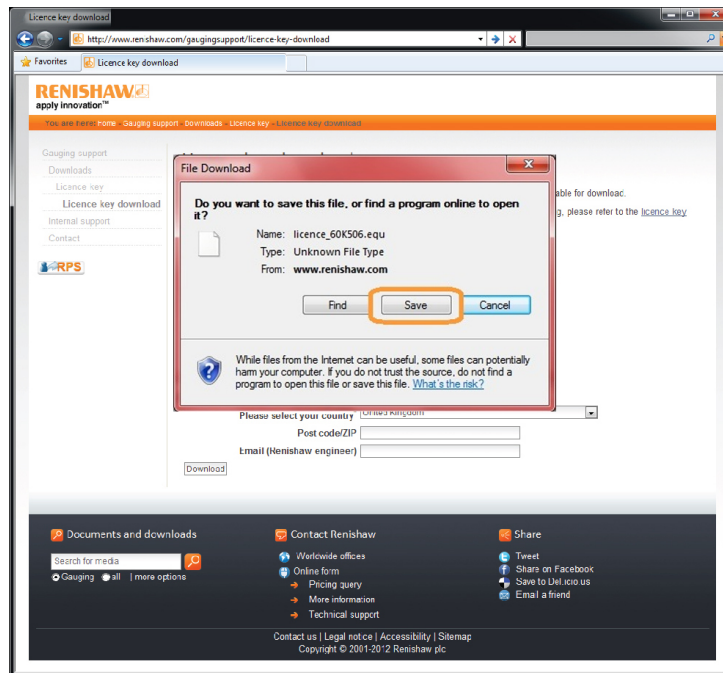 Licence key download
http://www.renishaw.com/gaugingsupport/licence-key-download
Favorites
Licence key download
RENISHAW
apply innovation™
You are here: Home - Gauging support - Downloads - Licence key - Licence key download
Gauging support
Downloads
Licence key
Licence key download
Internal support
Contact
RPS
able for download.
g, please refer to the licence key
File Download
Do you want to save this file, or find a program online to open
it?
Name: licence_60K506.equ
Type: Unknown File Type
From: www.renishaw.com
Find Save Cancel
While files from the Internet can be useful, some files can potentially
harm your computer. If you do not trust the source, do not find a
program to open this file or save this file. What's the risk?
Please select your country United Kingdom
Post code/ZIP
Email (Renishaw engineer)
Download
Documents and downloads
Search for media
Gauging all | more options
Contact Renishaw
Worldwide offices
Online form
Pricing query
More information
Technical support
Share
Tweet
Share on Facebook
Save to Del.icio.us
Email a friend
Contact us | Legal notice | Accessibility | Sitemap
Copyright © 2001-2012 Renishaw plc